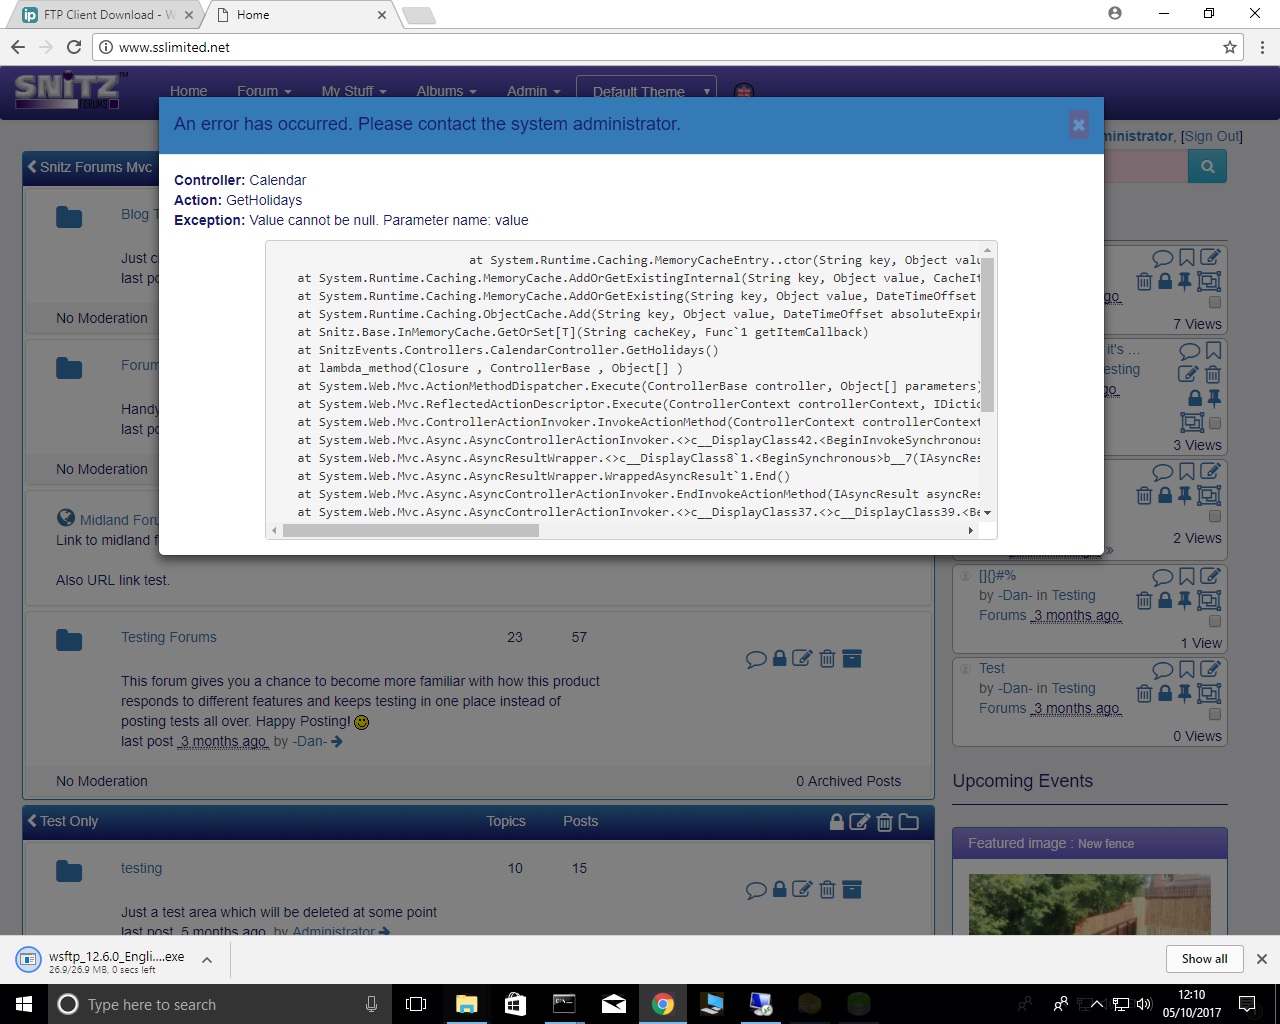 FTP Client Download - W
Home
www.sslimited.net
SNiTZ™
FORUMS
Home Forum My Stuff Albums Admin Default Theme
An error has occurred. Please contact the system administrator.
ministrator, [Sign Out]
Controller: Calendar
Action: GetHolidays
Exception: Value cannot be null. Parameter name: value
at System.Runtime.Caching.MemoryCacheEntry..ctor(String key, Object valu
at System.Runtime.Caching.MemoryCache.AddOrGetExistingInternal(String key, Object value, CacheIt
at System.Runtime.Caching.MemoryCache.AddOrGetExisting(String key, Object value, DateTimeOffset
at System.Runtime.Caching.ObjectCache.Add(String key, Object value, DateTimeOffset absoluteExpir
at Snitz.Base.InMemoryCache.GetOrSet[T](String cacheKey, Func`1 getItemCallback)
at SnitzEvents.Controllers.CalendarController.GetHolidays()
at lambda_method(Closure , ControllerBase , Object[] )
at System.Web.Mvc.ActionMethodDispatcher.Execute(ControllerBase controller, Object[] parameters)
at System.Web.Mvc.ReflectedActionDescriptor.Execute(ControllerContext controllerContext, IDictio
at System.Web.Mvc.ControllerActionInvoker.InvokeActionMethod(ControllerContext controllerContext
at System.Web.Mvc.Async.AsyncControllerActionInvoker.<>c__DisplayClass42.<BeginInvokeSynchronous
at System.Web.Mvc.Async.AsyncResultWrapper.<>c__DisplayClass8`1.<BeginSynchronous>b__7(IAsyncRes
at System.Web.Mvc.Async.AsyncResultWrapper.WrappedAsyncResult`1.End()
at System.Web.Mvc.Async.AsyncControllerActionInvoker.EndInvokeActionMethod(IAsyncResult asyncRes
at System.Web.Mvc.Async.AsyncControllerActionInvoker.<>c__DisplayClass37.<>c__DisplayClass39.<Be
Snitz Forums Mvc
Blog T
Just c
last po
No Moderation
Forum
Handy
last po
No Moderation
Midland Foru
Link to midland f
Also URL link test.
Testing Forums 23 57
This forum gives you a chance to become more familiar with how this product
responds to different features and keeps testing in one place instead of
posting tests all over. Happy Posting!
last post 3 months ago by -Dan-
No Moderation 0 Archived Posts
Test Only Topics Posts
testing 10 15
Just a test area which will be deleted at some point
last post 5 months ago by Administrator
go
7 Views
it's ...
esting
go
3 Views
2 Views
»
[]{}#%
by -Dan- in Testing
Forums 3 months ago
1 View
Test
by -Dan- in Testing
Forums 3 months ago
0 Views
Upcoming Events
Featured image : New fence
wsftp_12.6.0_Engli....exe
26.9/26.9 MB, 0 secs left
Show all
Type here to search
12:10
05/10/2017